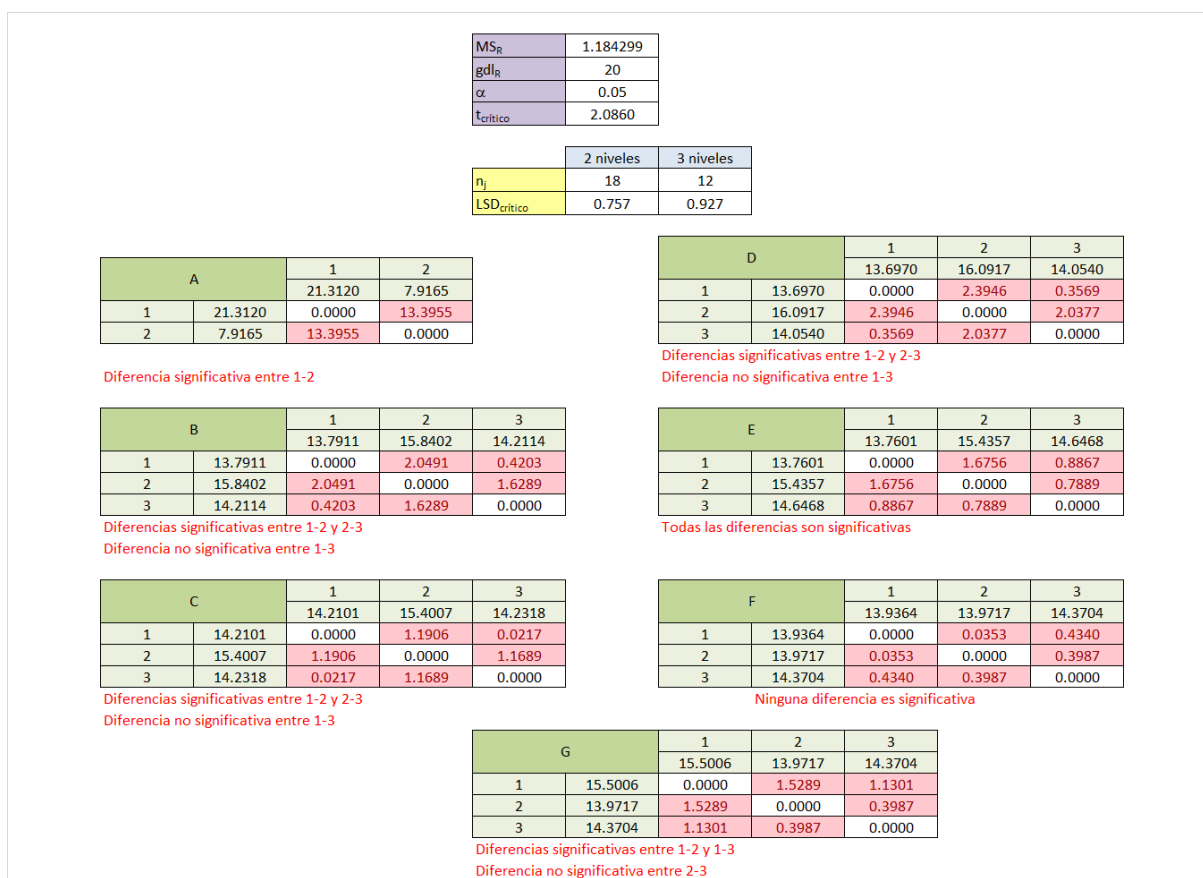 MSR 1.184299
gdlR 20
α 0.05
tcrítico 2.0860
2 niveles 3 niveles
nj 18 12
LSDcrítico 0.757 0.927
A 1 2
21.3120 7.9165
1 21.3120 0.0000 13.3955
2 7.9165 13.3955 0.0000
Diferencia significativa entre 1-2
D 1 2 3
13.6970 16.0917 14.0540
1 13.6970 0.0000 2.3946 0.3569
2 16.0917 2.3946 0.0000 2.0377
3 14.0540 0.3569 2.0377 0.0000
Diferencias significativas entre 1-2 y 2-3
Diferencia no significativa entre 1-3
B 1 2 3
13.7911 15.8402 14.2114
1 13.7911 0.0000 2.0491 0.4203
2 15.8402 2.0491 0.0000 1.6289
3 14.2114 0.4203 1.6289 0.0000
Diferencias significativas entre 1-2 y 2-3
Diferencia no significativa entre 1-3
E 1 2 3
13.7601 15.4357 14.6468
1 13.7601 0.0000 1.6756 0.8867
2 15.4357 1.6756 0.0000 0.7889
3 14.6468 0.8867 0.7889 0.0000
Todas las diferencias son significativas
C 1 2 3
14.2101 15.4007 14.2318
1 14.2101 0.0000 1.1906 0.0217
2 15.4007 1.1906 0.0000 1.1689
3 14.2318 0.0217 1.1689 0.0000
Diferencias significativas entre 1-2 y 2-3
Diferencia no significativa entre 1-3
F 1 2 3
13.9364 13.9717 14.3704
1 13.9364 0.0000 0.0353 0.4340
2 13.9717 0.0353 0.0000 0.3987
3 14.3704 0.4340 0.3987 0.0000
Ninguna diferencia es significativa
G 1 2 3
15.5006 13.9717 14.3704
1 15.5006 0.0000 1.5289 1.1301
2 13.9717 1.5289 0.0000 0.3987
3 14.3704 1.1301 0.3987 0.0000
Diferencias significativas entre 1-2 y 1-3
Diferencia no significativa entre 2-3